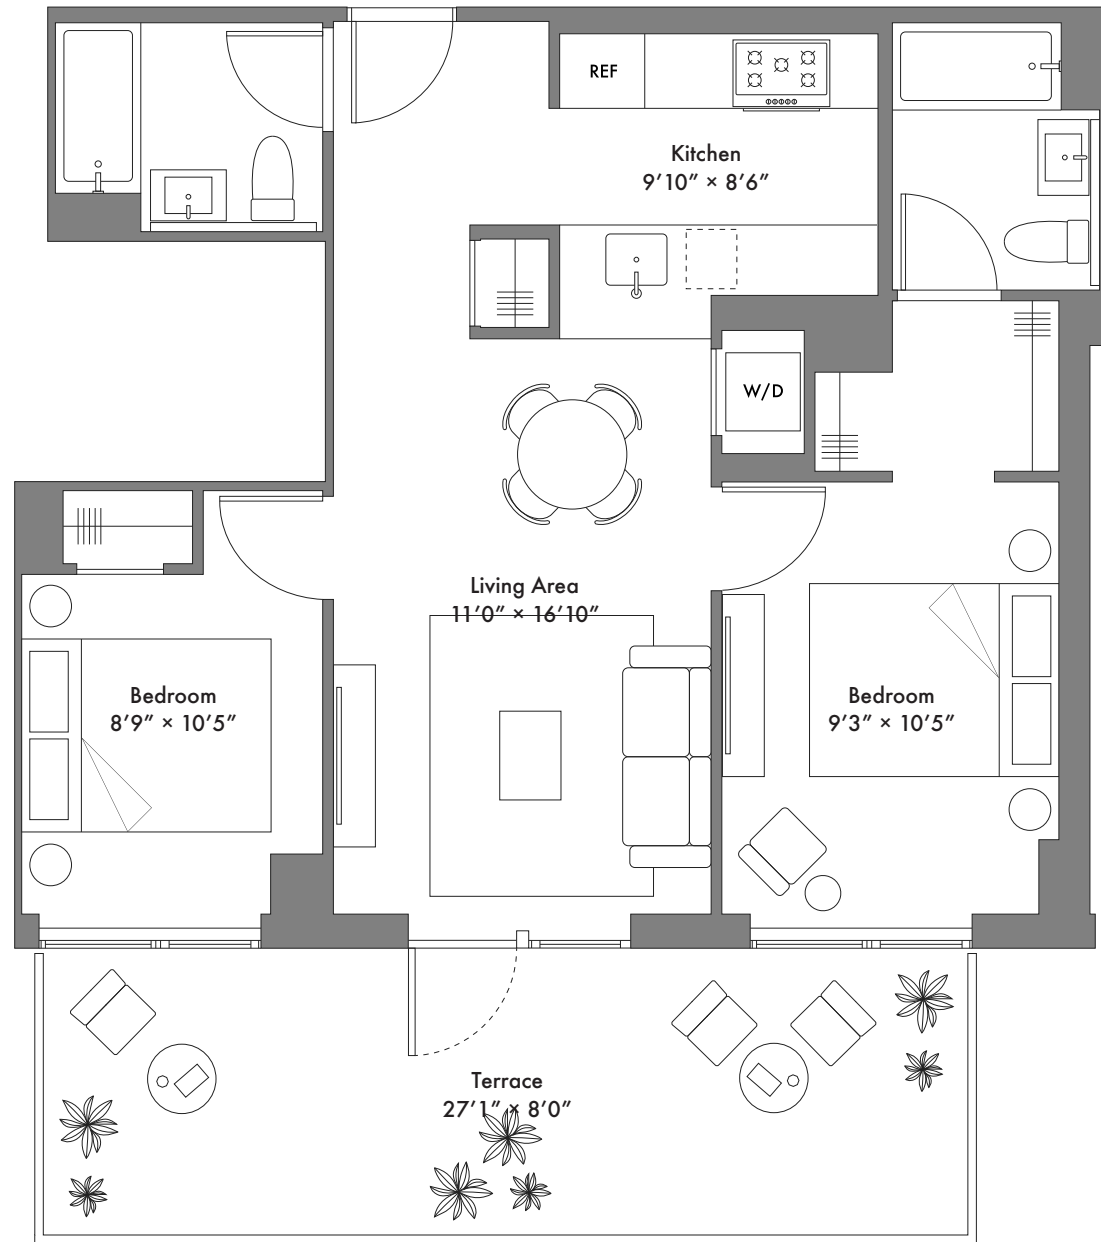 REF
Kitchen
9’10” × 8’6”
W/D
Living Area
11’0” × 16’10”
Bedroom
8’9” × 10’5”
Bedroom
9’3” × 10’5”
Terrace
27’1” × 8’0”